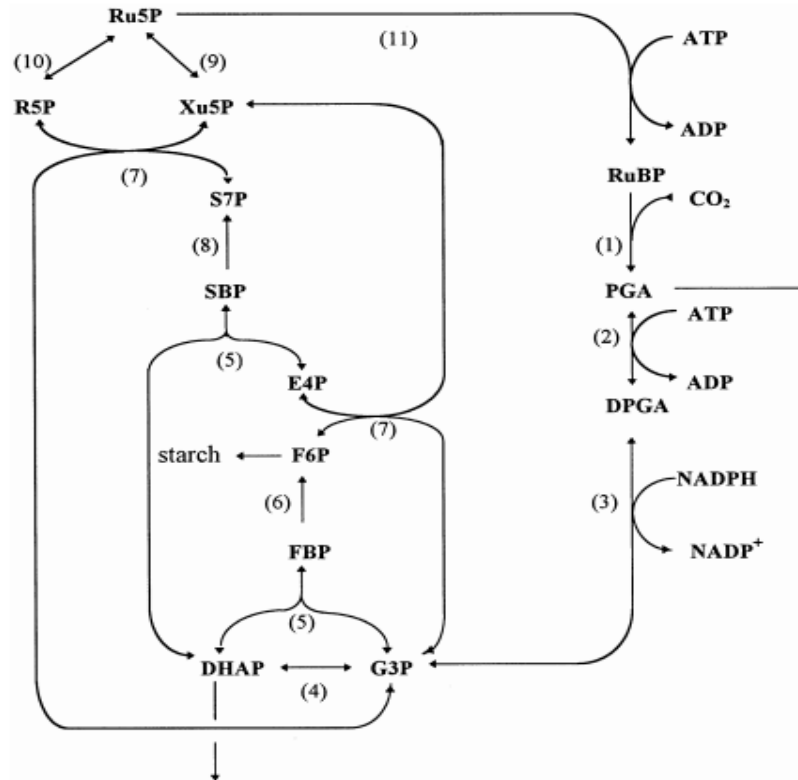 Ru5P
(11)
ATP
(10)
(9)
R5P
Xu5P
ADP
(7)
RuBP
S7P
CO₂
(8)
(1)
SBP
PGA
ATP
(5)
(2)
E4P
ADP
(7)
DPGA
starch
F6P
NADPH
(6)
(3)
FBP
NADP⁺
(5)
DHAP
(4)
G3P